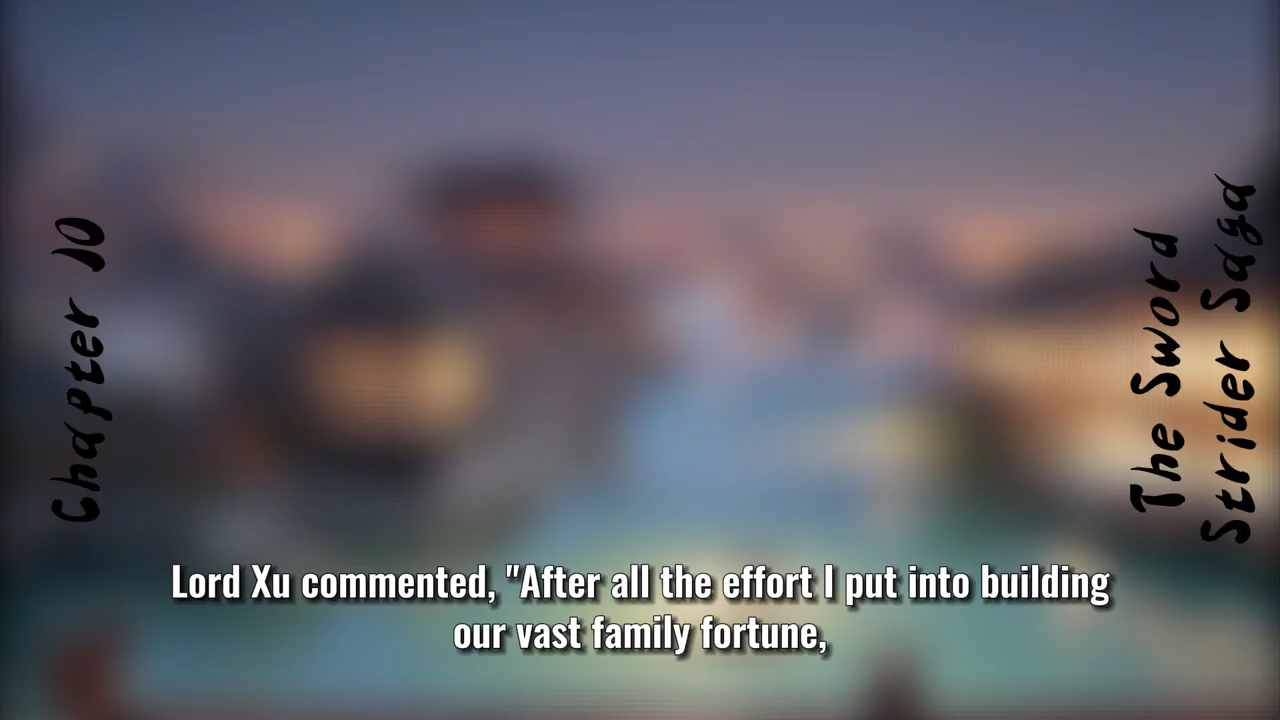 Chapter 10
The Sword
Strider Saga
Lord Xu commented, "After all the effort I put into building
our vast family fortune,